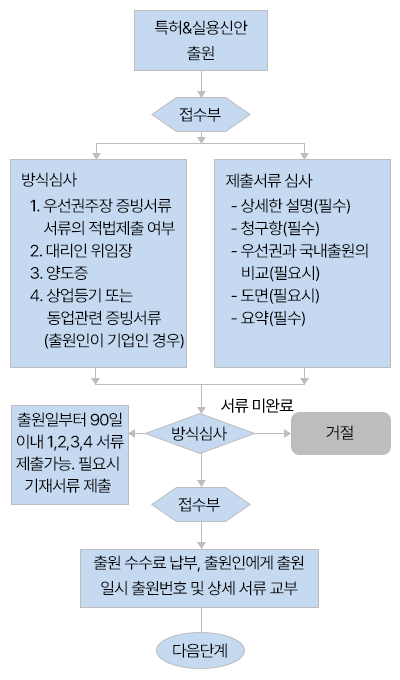 특허&실용신안
출원
접수부
방식심사
1. 우선권주장 증빙서류
서류의 적법제출 여부
2. 대리인 위임장
3. 양도증
4. 상업등기 또는
동업관련 증빙서류
(출원인이 기업인 경우)
제출서류 심사
- 상세한 설명(필수)
- 청구항(필수)
- 우선권과 국내출원의
비교(필요시)
- 도면(필요시)
- 요약(필수)
서류 미완료
출원일부터 90일
이내 1,2,3,4 서류
제출가능. 필요시
기재서류 제출
방식심사
거절
접수부
출원 수수료 납부, 출원인에게 출원
일시 출원번호 및 상세 서류 교부
다음단계